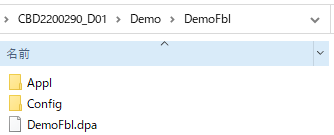 CBD2200290_D01 > Demo > DemoFbl
名前
Appl
Config
DemoFbl.dpa